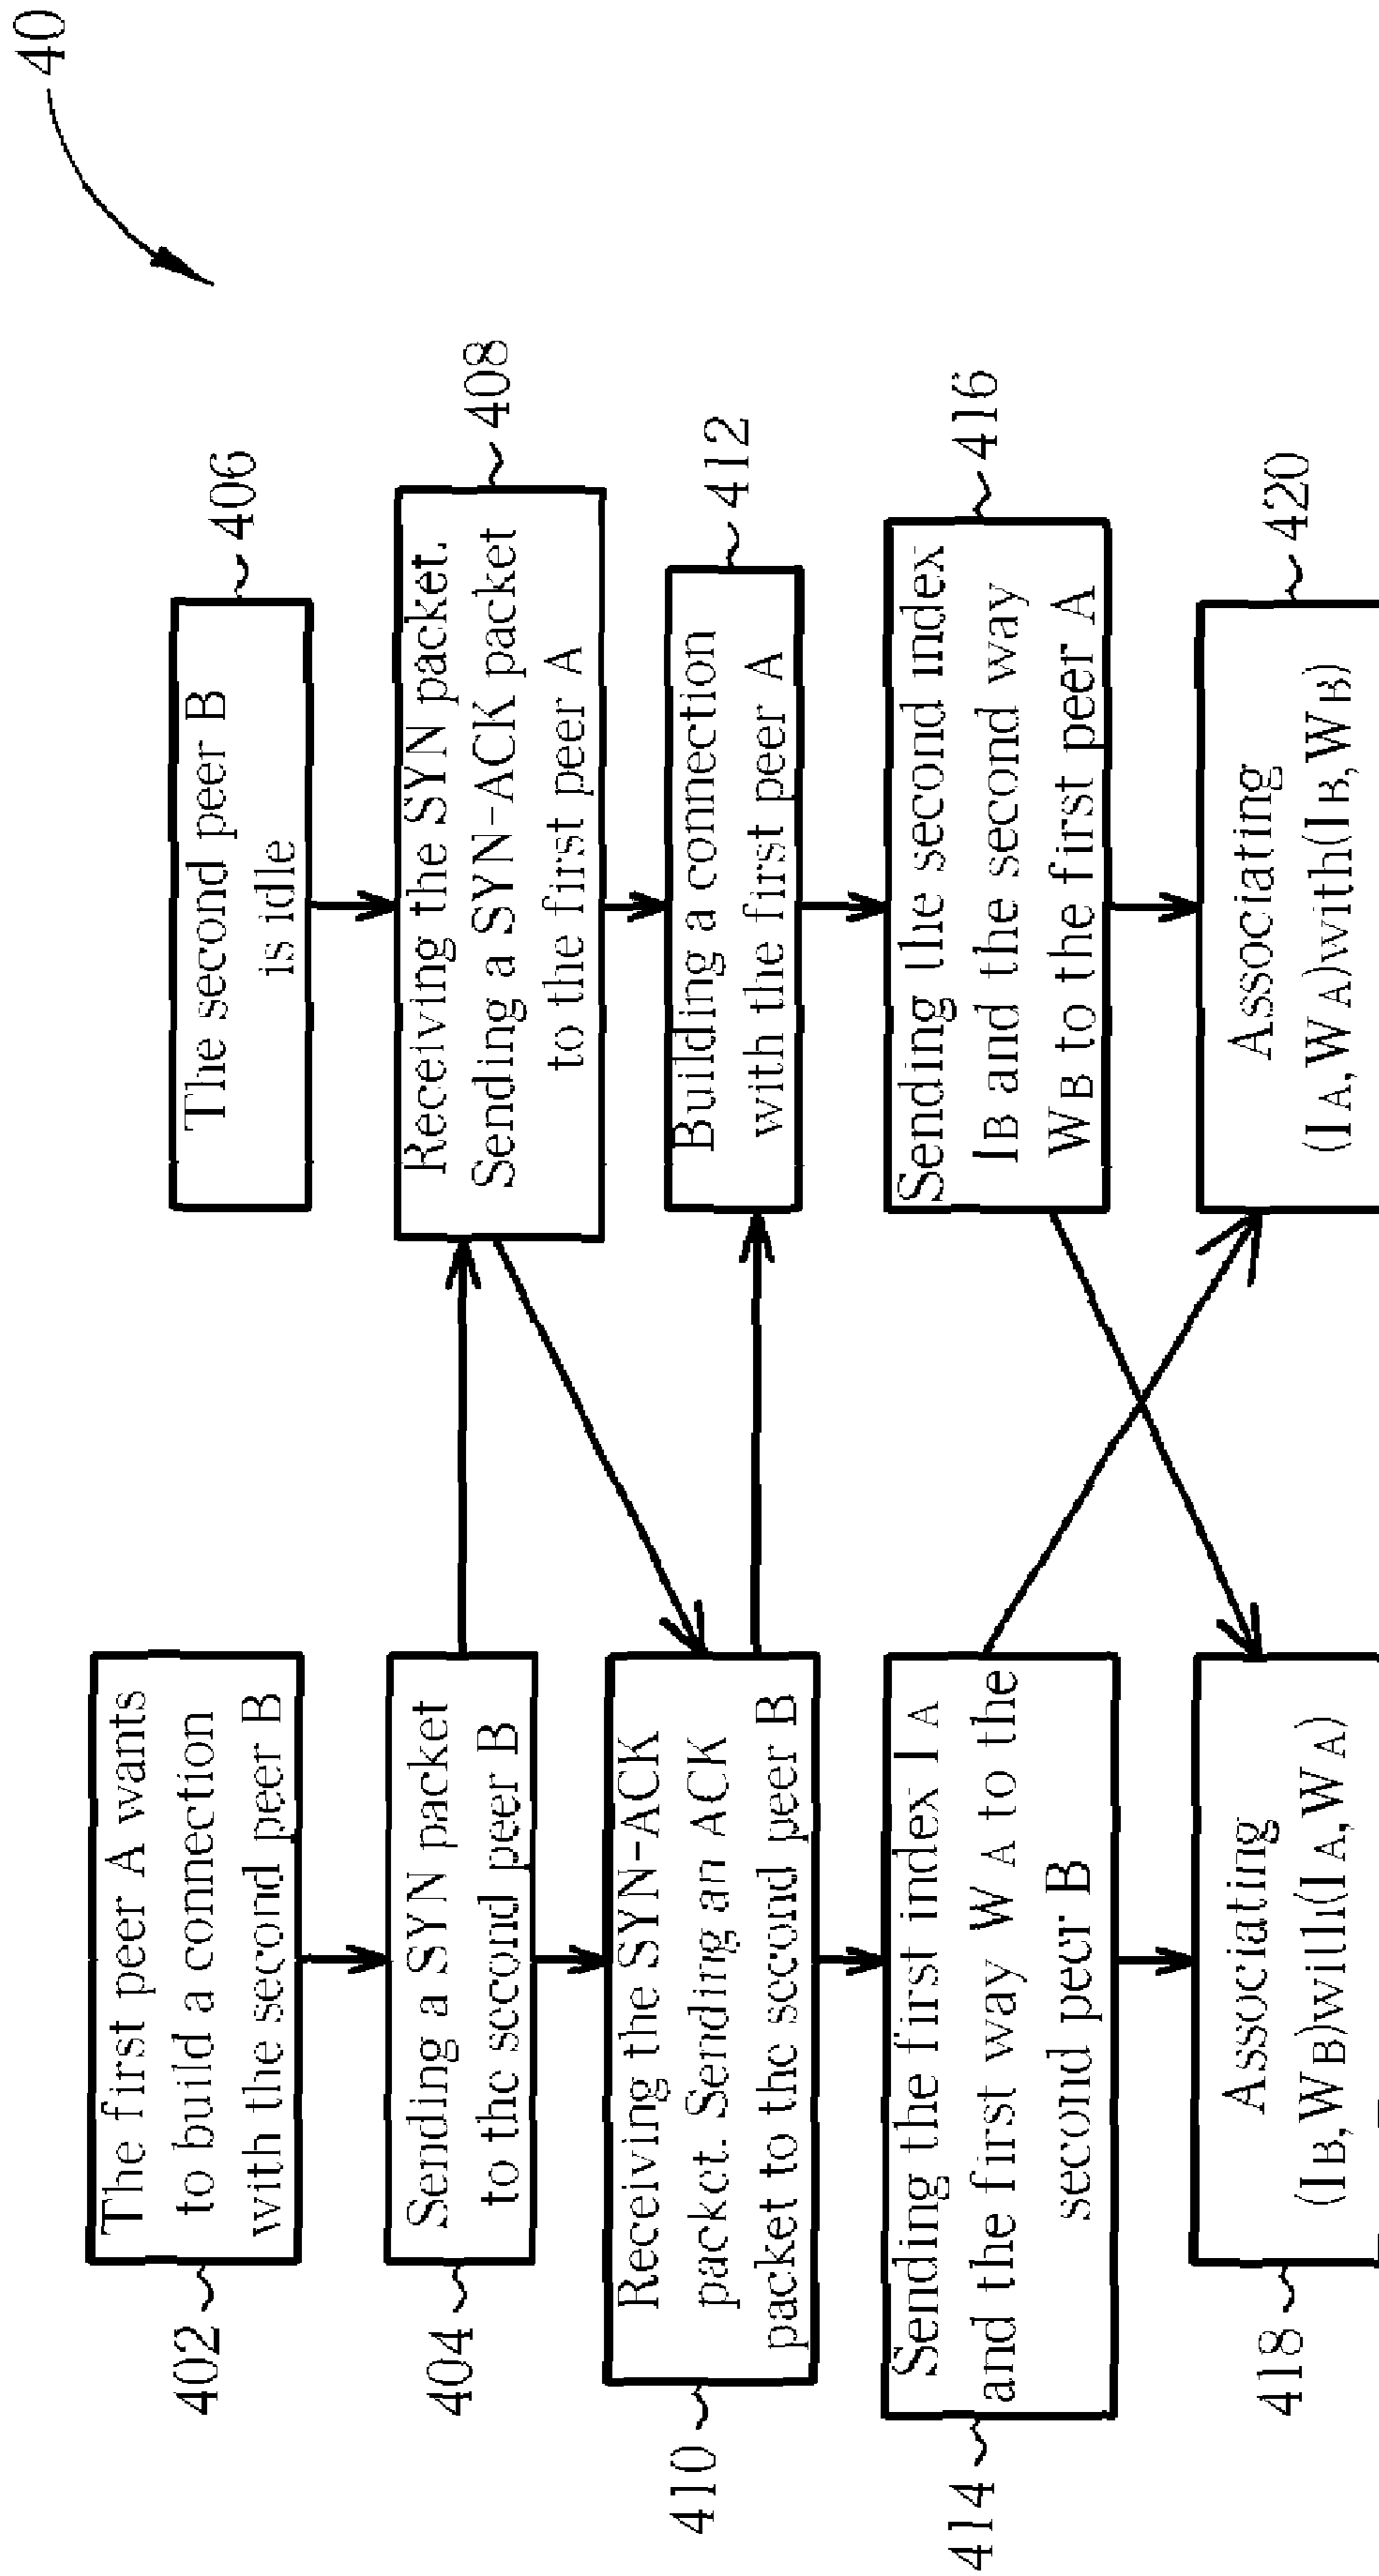 40
402
The first peer A wants
to build a connection
with the second peer B
406
The second peer B
is idle
404
Sending a SYN packet
to the second peer B
408
Receiving the SYN packet.
Sending a SYN-ACK packet
to the first peer A
410
Receiving the SYN-ACK
packet. Sending an ACK
packet to the second peer B
412
Building a connection
with the first peer A
414
Sending the first index IA
and the first way WA to the
second peer B
416
Sending the second index
IB and the second way
WB to the first peer A
418
Associating
(IB, WB)with(IA, WA)
420
Associating
(IA, WA)with(IB, WB)